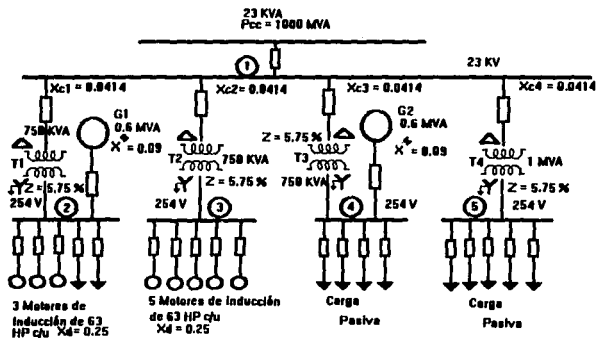 23 KVA
Pcc = 1000 MVA
1
23 KV
Xc1 = 0.0414
Xc2 = 0.0414
Xc3 = 0.0414
Xc4 = 0.0414
G1
0.6 MVA
X = 0.09
750 KVA
T1
Z = 5.75 %
254 V
2
T2
750 KVA
Z = 5.75 %
254 V
3
G2
0.6 MVA
X = 0.09
Z = 5.75 %
T3
750 KVA
254 V
4
T4
1 MVA
Z = 5.75 %
254 V
5
3 Motores de
inducción de 63
HP c/u Xd = 0.25
5 Motores de inducción
de 63 HP c/u
Xd = 0.25
Carga
Pasiva
Carga
Pasiva